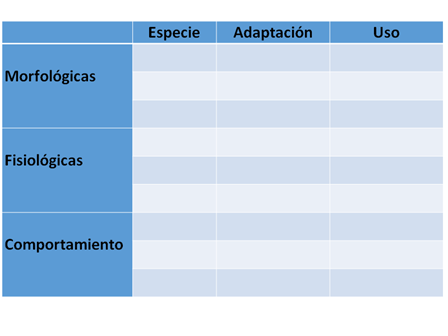 Especie Adaptación Uso
Morfológicas
Fisiológicas
Comportamiento